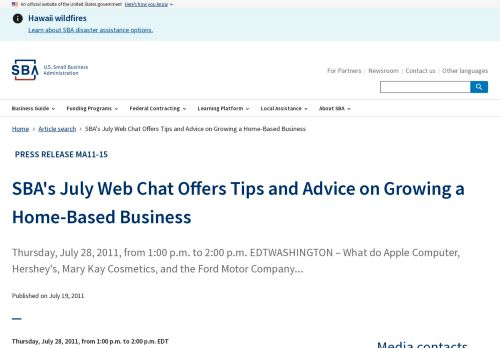 An official website of the United States government Here's how you know
Hawaii wildfires
Learn about SBA disaster assistance options.
SBA U.S. Small Business
Administration
For Partners Newsroom Contact us Other languages
Business Guide Funding Programs Federal Contracting Learning Platform Local Assistance About SBA
Home Article search SBA's July Web Chat Offers Tips and Advice on Growing a Home-Based Business
PRESS RELEASE MA11-15
SBA's July Web Chat Offers Tips and Advice on Growing a
Home-Based Business
Thursday, July 28, 2011, from 1:00 p.m. to 2:00 p.m. EDTWASHINGTON – What do Apple Computer,
Hershey's, Mary Kay Cosmetics, and the Ford Motor Company...
Published on July 19, 2011
Thursday, July 28, 2011, from 1:00 p.m. to 2:00 p.m. EDT
Media contacts